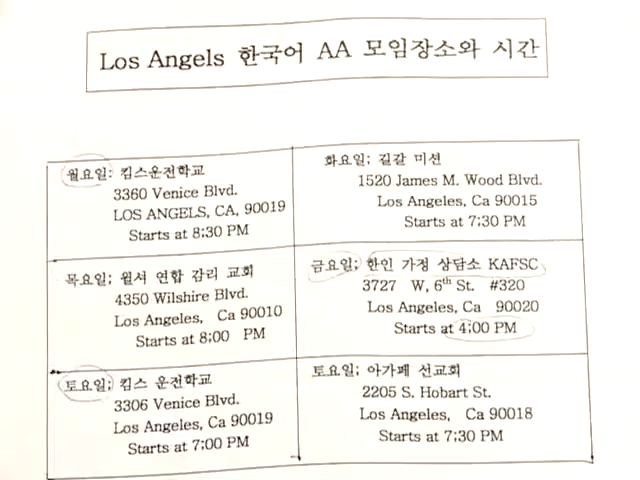 Los Angels 한국어 AA 모임장소와 시간
월요일: 킴스운전학교
3360 Venice Blvd.
LOS ANGELS, CA, 90019
Starts at 8:30 PM
화요일; 길갈 미션
1520 James M. Wood Blvd.
Los Angeles, Ca 90015
Starts at 7:30 PM
목요일; 윌셔 연합 감리 교회
4350 Wilshire Blvd.
Los Angeles, Ca 90010
Starts at 8;00 PM
금요일; 한인 가정 상담소 KAFSC
3727 W, 6th St. #320
Los Angeles, Ca 90020
Starts at 4;00 PM
토요일; 킴스 운전학교
3306 Venice Blvd.
Los Angeles, Ca 90019
Starts at 7:00 PM
토요일; 아가페 선교회
2205 S. Hobart St.
Los Angeles, Ca 90018
Starts at 7;30 PM